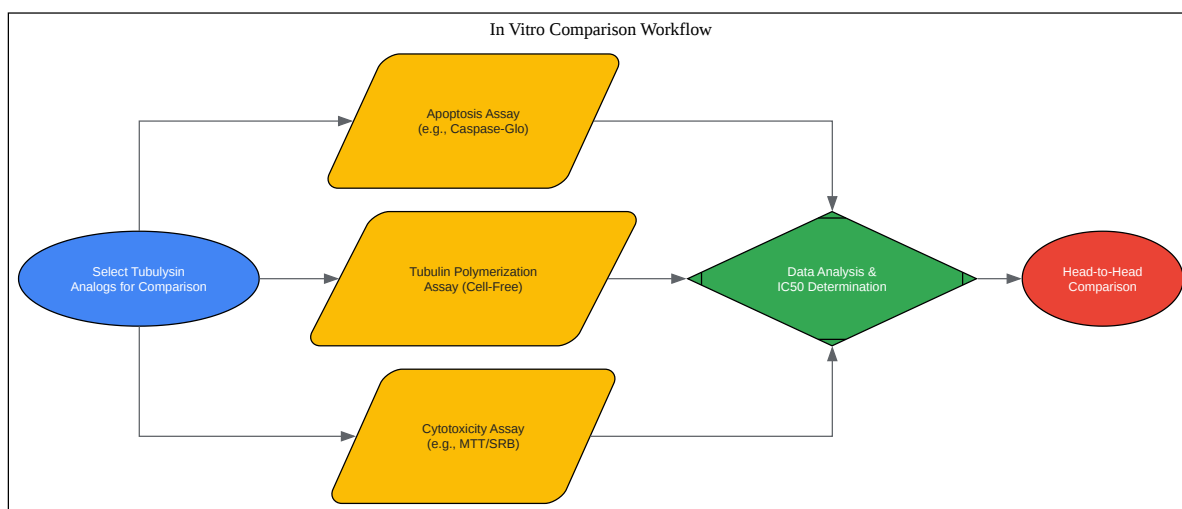 In Vitro Comparison Workflow
Apoptosis Assay
(e.g., Caspase-Glo)
Select Tubulysin
Analogs for Comparison
Tubulin Polymerization
Assay (Cell-Free)
Data Analysis &
IC50 Determination
Head-to-Head
Comparison
Cytotoxicity Assay
(e.g., MTT/SRB)